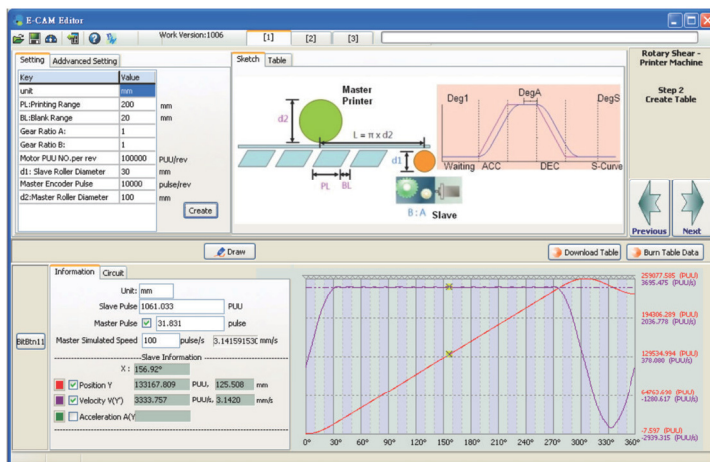 E-CAM Editor
Work Version:1006
[1]
[2]
[3]
Setting
Addvanced Setting
Key
Value
unit
mm
PL:Printing Range
200
mm
BL:Blank Range
20
mm
Gear Ratio A:
1
Gear Ratio B:
1
Motor PUU NO.per rev
100000
PUU/rev
d1: Slave Roller Diameter
30
mm
Master Encoder Pulse
10000
pulse/rev
d2:Master Roller Diameter
100
mm
Create
Sketch
Table
Master
Printer
d2
L = π x d2
d1
PL
BL
B : A
Slave
Deg1
DegA
DegS
Waiting
ACC
DEC
S-Curve
Rotary Shear -
Printer Machine
Step 2
Create Table
Previous
Next
Draw
Download Table
Burn Table Data
BitBtn11
Information
Circuit
Unit:
mm
Slave Pulse
1061.033
PUU
Master Pulse
31.831
pulse
Master Simulated Speed
100
pulse/s
3.14159153
mm/s
Slave Information
X :
156.92°
Position Y
133167.809
PUU,
125.508
mm
Velocity V(Y')
3333.757
PUU/s,
3.1420
mm/s
Acceleration A(Y
259077.585 (PUU)
3695.475 (PUU/s)
194306.289 (PUU)
2036.778 (PUU/s)
129534.994 (PUU)
378.080 (PUU/s)
64763.698 (PUU)
-1280.617 (PUU/s)
-7.597 (PUU)
-2939.315 (PUU/s)
0°
30°
60°
90°
120°
150°
180°
210°
240°
270°
300°
330°
360°